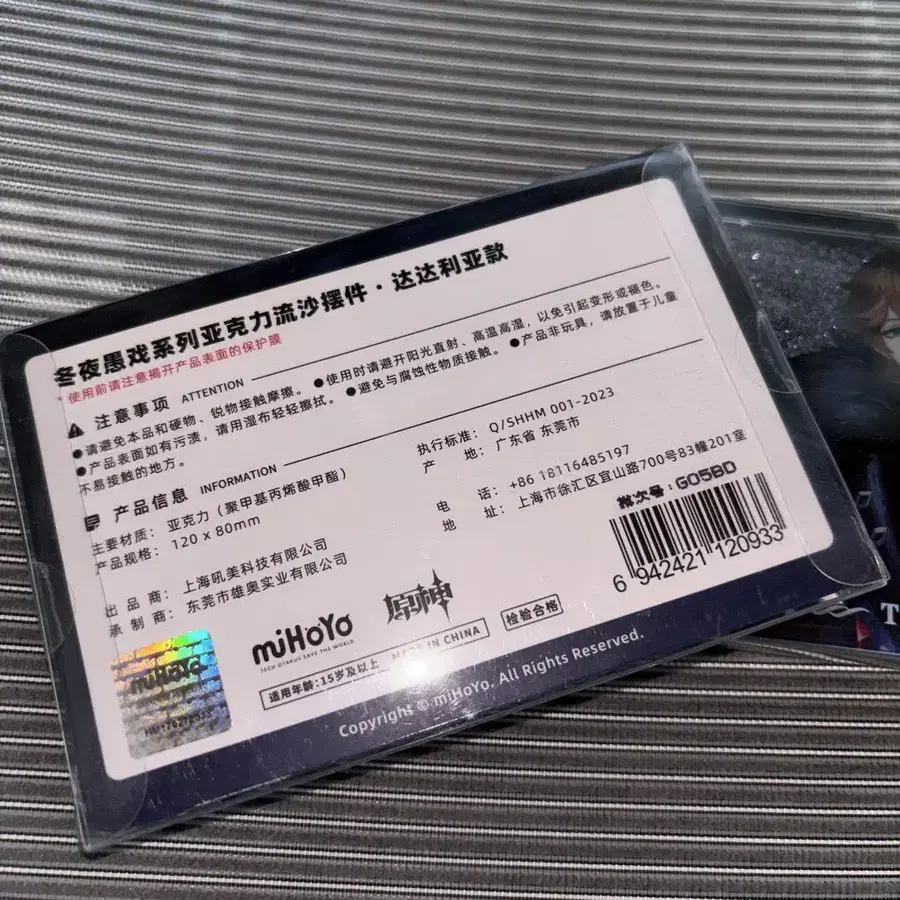 冬夜愚戏系列亚克力流沙摆件·达达利亚款
* 使用前请注意揭开产品表面的保护膜
注意事项 ATTENTION
●请避免本品和硬物、锐物接触摩擦。●使用时请避开阳光直射、高温高湿，以免引起变形或褪色。
●产品表面如有污渍，请用湿布轻轻擦拭。●避免与腐蚀性物质接触。●产品非玩具，请放置于儿童
不易接触的地方。
产品信息 INFORMATION
主要材质：亚克力（聚甲基丙烯酸甲酯）
产品规格：120 x 80mm
出品商：上海吼美科技有限公司
承制商：东莞市雄奥实业有限公司
执行标准：Q/SHHM 001-2023
产地：广东省 东莞市
电话：+86 18116485197
地址：上海市徐汇区宜山路700号83幢201室
批次号：G05BD
6 942421 120933
miHoYo
TECH OTAKUS SAVE THE WORLD
原神
适用年龄：15岁及以上
MADE IN CHINA
检验合格
Copyright © miHoYo. All Rights Reserved.
miHoYo
T